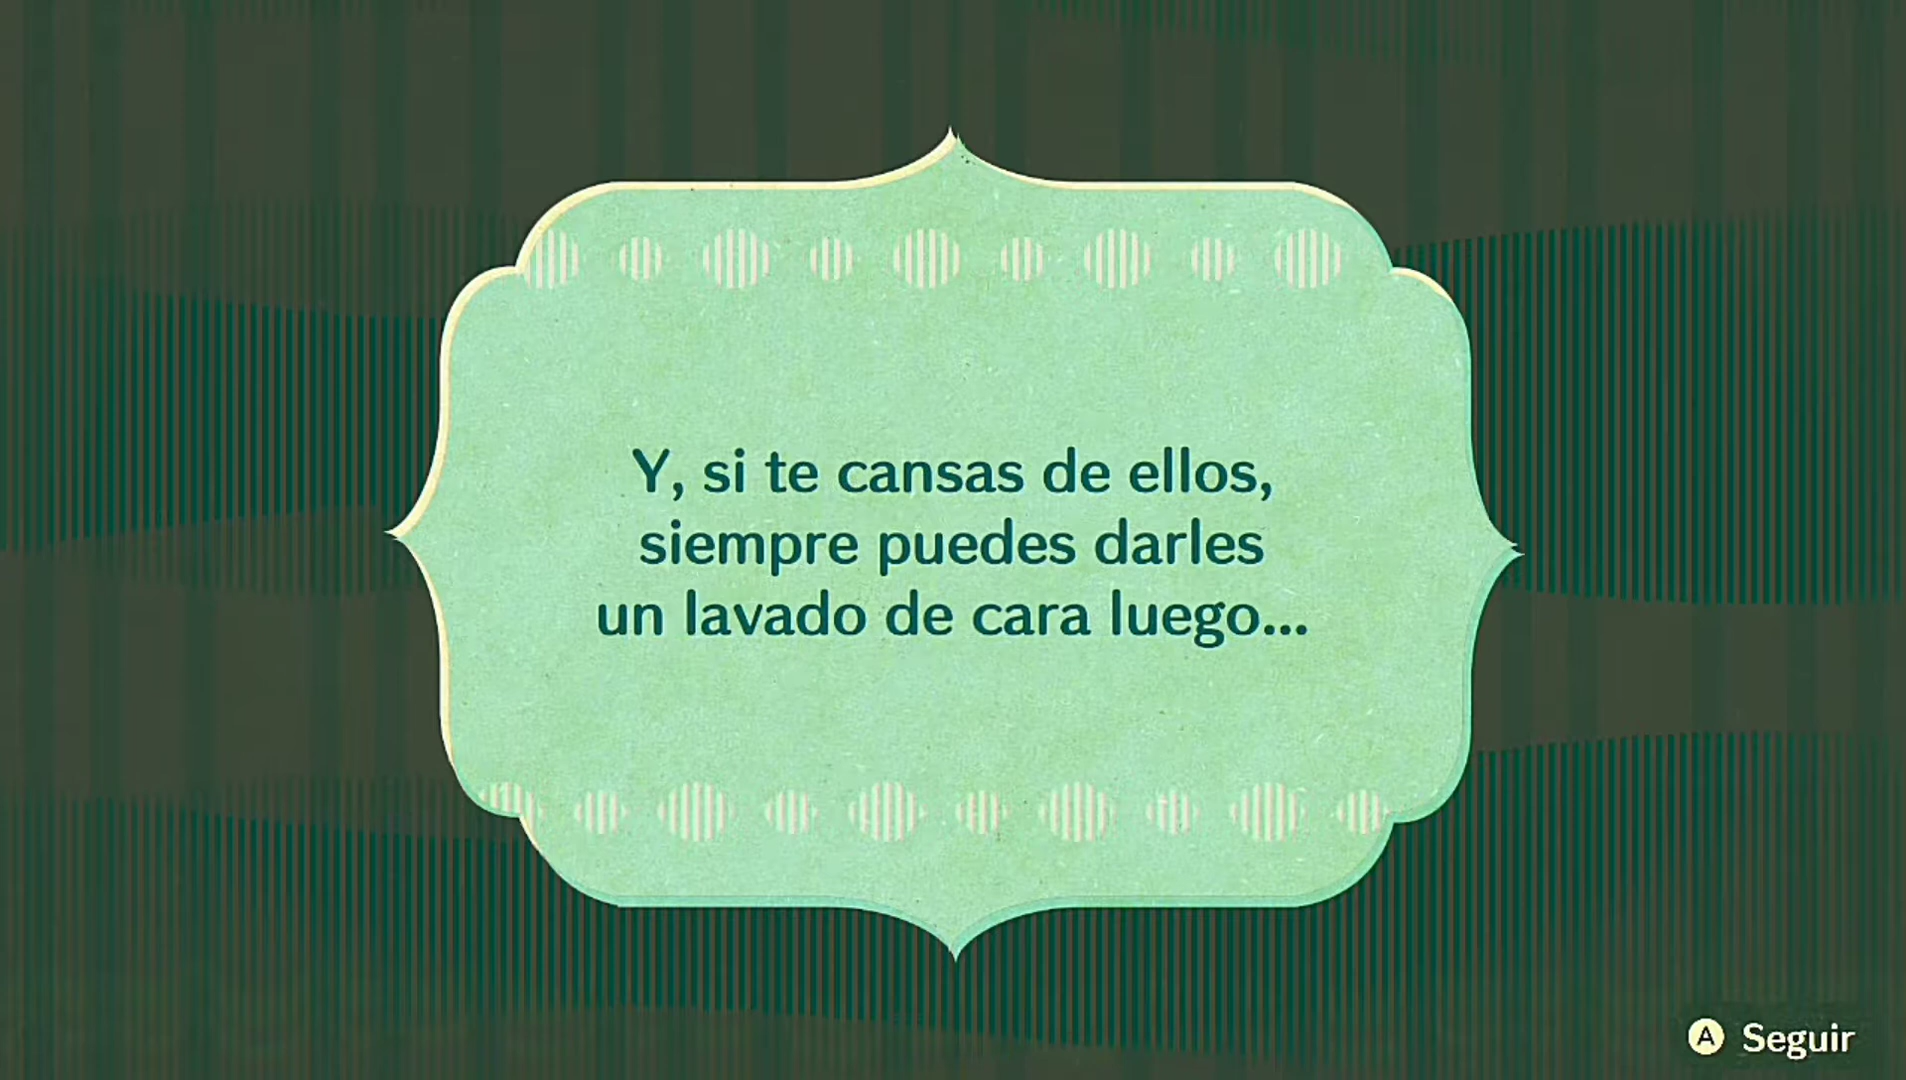 Y, si te cansas de ellos,
siempre puedes darles
un lavado de cara luego...
A Seguir